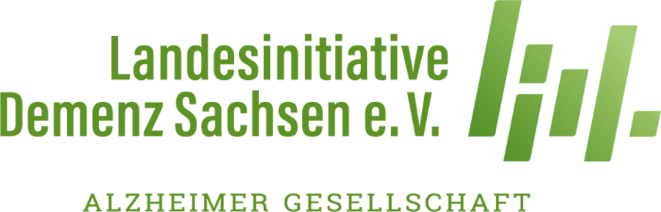 Landesinitiative
Demenz Sachsen e. V.
ALZHEIMER GESELLSCHAFT